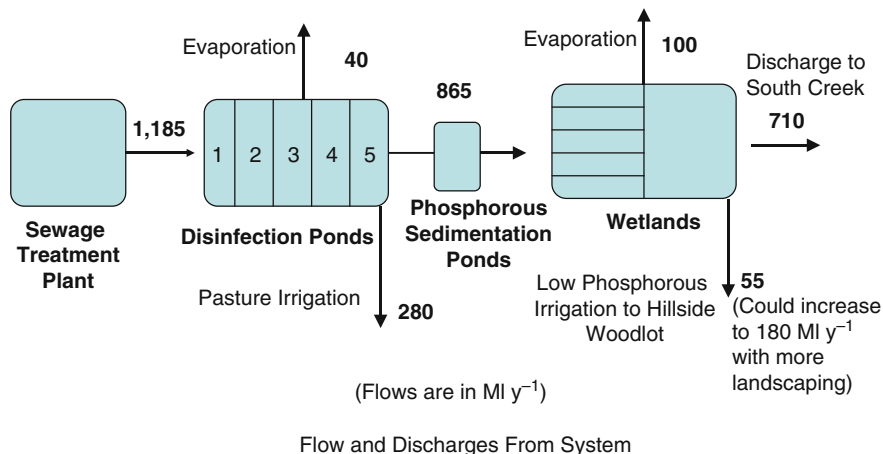 Evaporation
40
1,185
1 2 3 4 5
Sewage
Treatment
Plant
Disinfection Ponds
Pasture Irrigation
280
865
Phosphorous
Sedimentation
Ponds
Evaporation
100
Discharge to
South Creek
710
Wetlands
Low Phosphorous
Irrigation to Hillside
Woodlot
55
(Could increase
to 180 Ml y⁻¹
with more
landscaping)
(Flows are in Ml y⁻¹)
Flow and Discharges From System